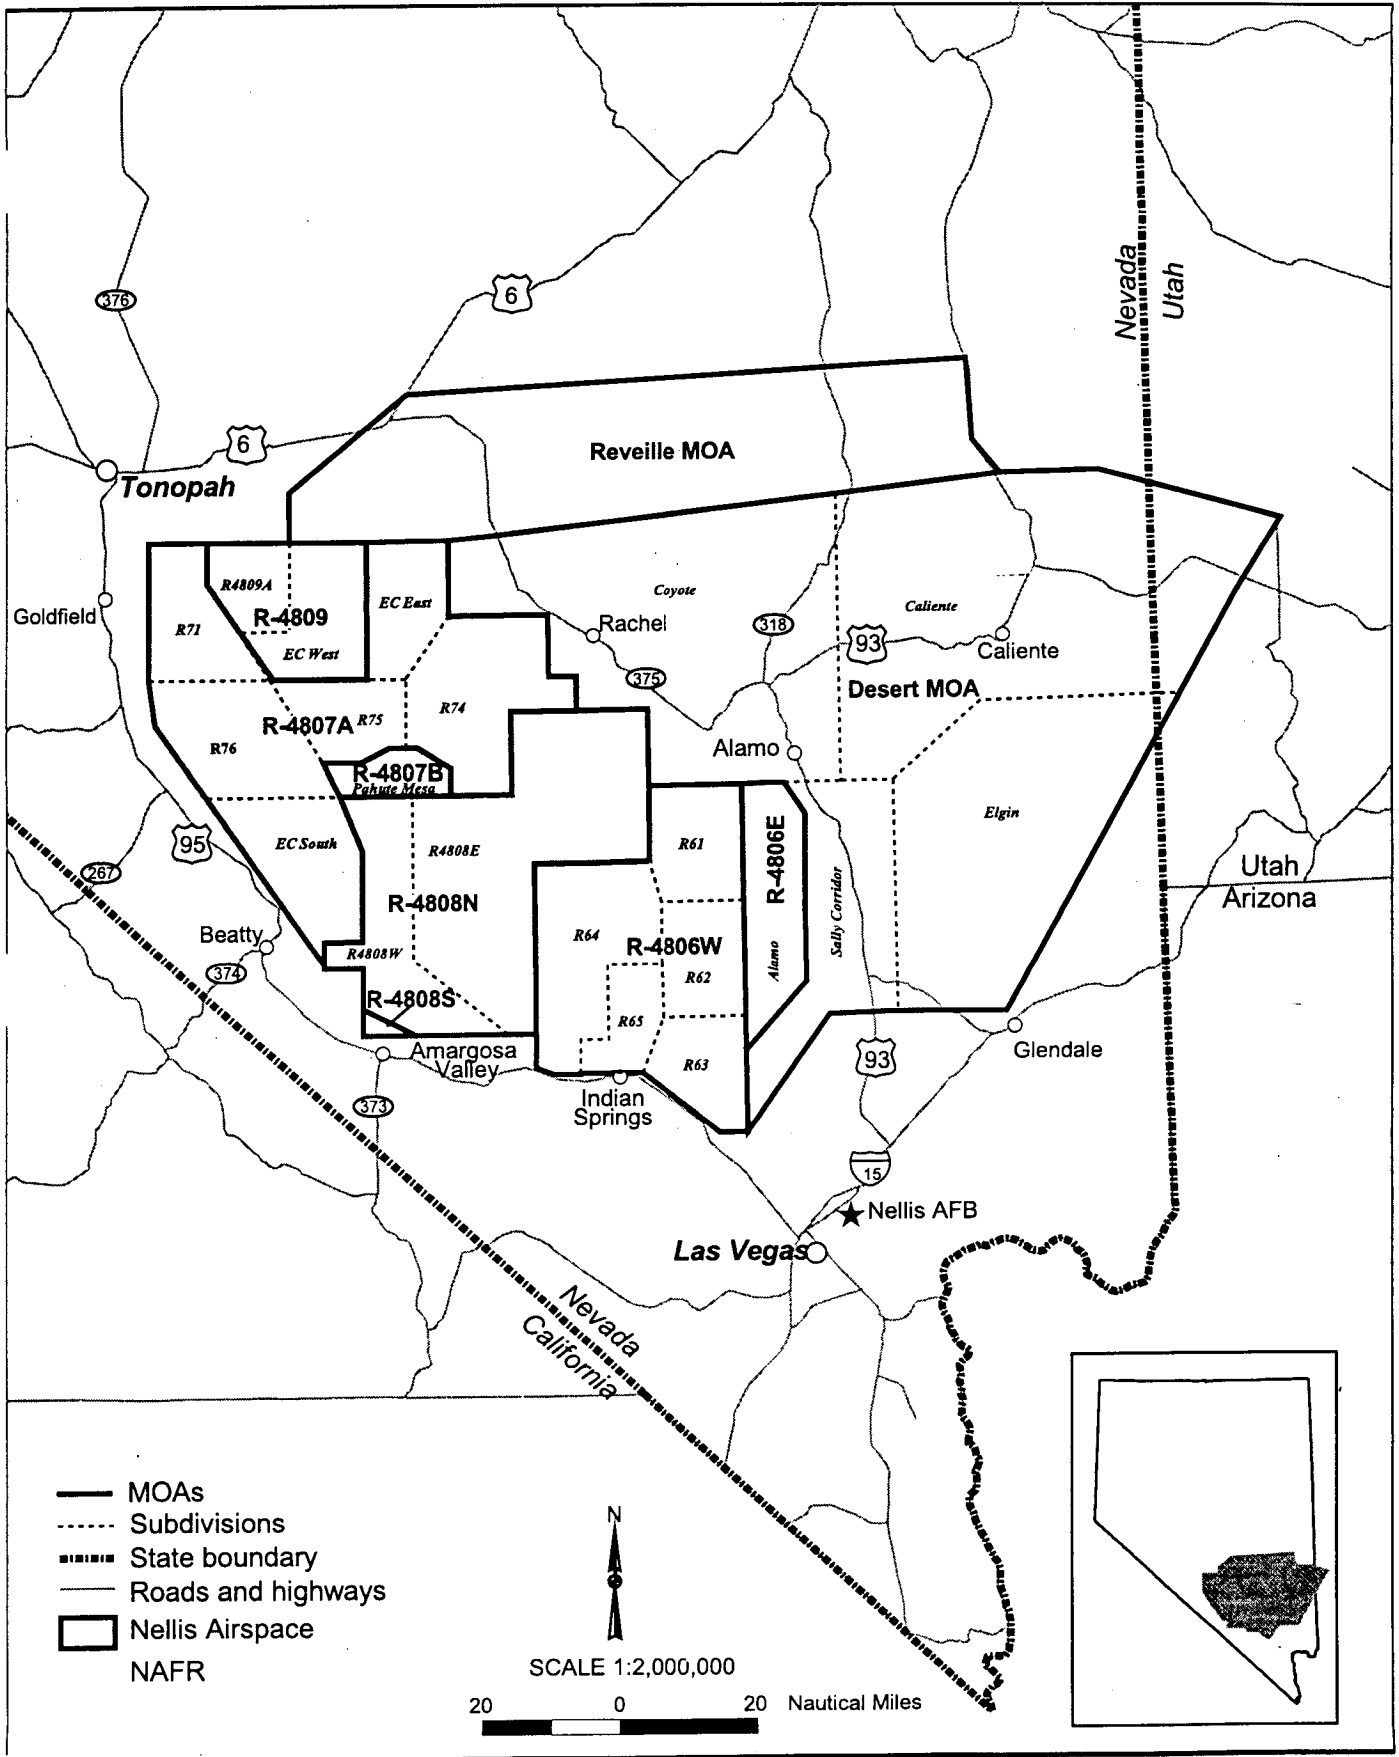 Nevada
Utah
376
6
6
Reveille MOA
Tonopah
R4809A
EC East
Coyote
Goldfield
R-4809
Rachel
318
Caliente
R71
93
EC West
Caliente
375
Desert MOA
R-4807A
R75
R74
R76
Alamo
R-4807B
Pahute Mesa
95
EC South
R4808E
R61
R-4806E
Elgin
267
Utah
Arizona
R-4808N
Beatty
R64
R-4806W
Sally Corridor
R4808W
Alamo
374
R62
R-4808S
R65
Amargosa
Valley
R63
Glendale
93
Indian
Springs
373
15
Nellis AFB
Las Vegas
Nevada
California
MOAs
Subdivisions
State boundary
Roads and highways
Nellis Airspace
NAFR
N
SCALE 1:2,000,000
20 0 20 Nautical Miles